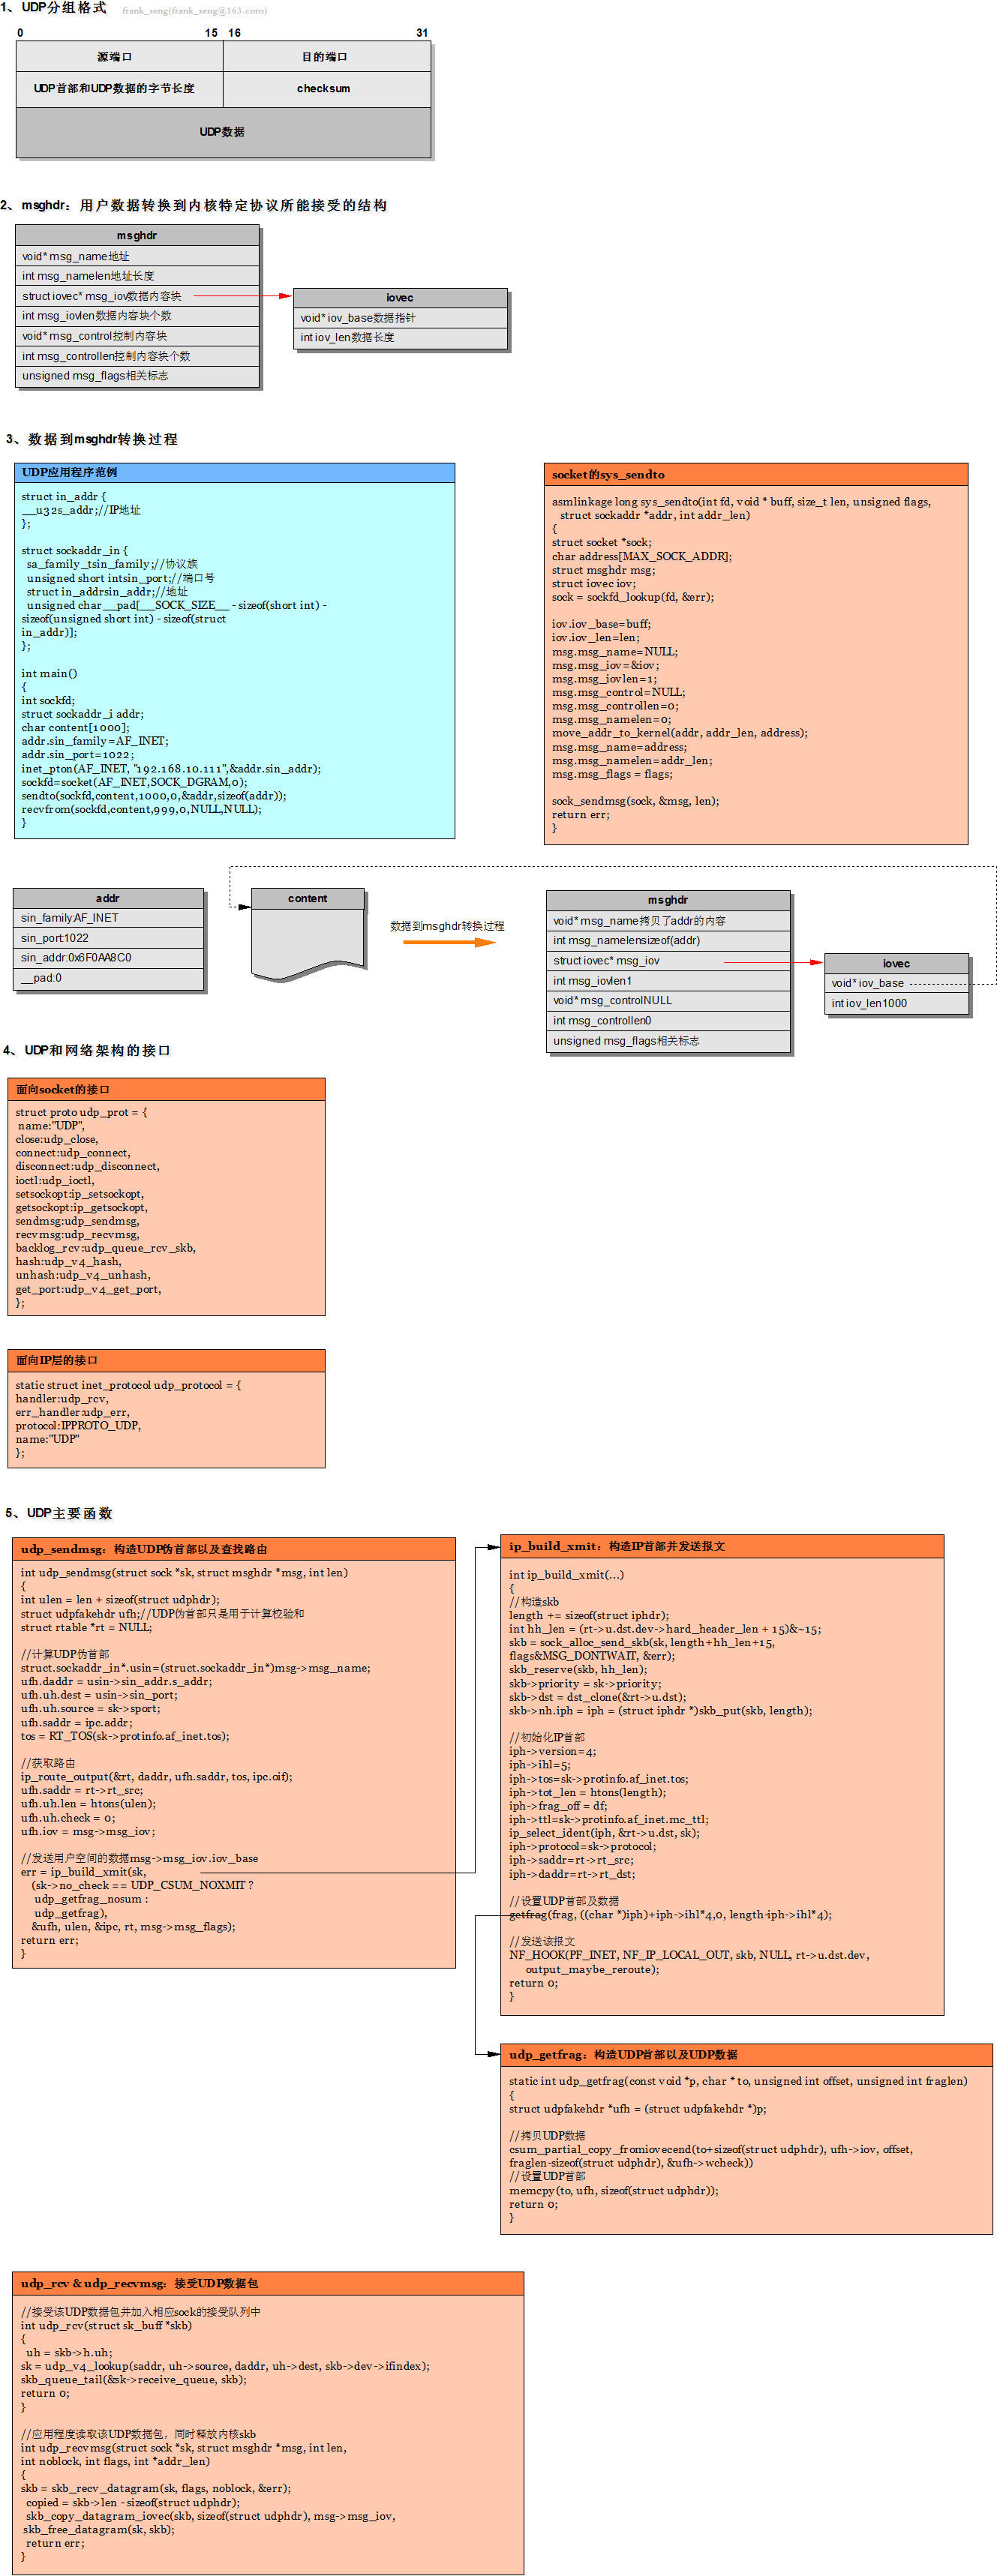 1、UDP分组格式 frank_seng(frank_seng@163.com)
0 15 16 31
源端口 目的端口
UDP首部和UDP数据的字节长度 checksum
UDP数据
2、msghdr：用户数据转换到内核特定协议所能接受的结构
msghdr
void* msg_name地址
int msg_namelen地址长度
struct iovec* msg_iov数据内容块
int msg_iovlen数据内容块个数
void* msg_control控制内容块
int msg_controllen控制内容块个数
unsigned msg_flags相关标志
iovec
void* iov_base数据指针
int iov_len数据长度
3、数据到msghdr转换过程
UDP应用程序范例
struct in_addr {
__u32s_addr;//IP地址
};
struct sockaddr_in {
sa_family_tsin_family;//协议族
unsigned short intsin_port;//端口号
struct in_addrsin_addr;//地址
unsigned char__pad[__SOCK_SIZE__ - sizeof(short int) -
sizeof(unsigned short int) - sizeof(struct
in_addr)];
};
int main()
{
int sockfd;
struct sockaddr_i addr;
char content[1000];
addr.sin_family=AF_INET;
addr.sin_port=1022;
inet_pton(AF_INET, "192.168.10.111",&addr.sin_addr);
sockfd=socket(AF_INET,SOCK_DGRAM,0);
sendto(sockfd,content,1000,0,&addr,sizeof(addr));
recvfrom(sockfd,content,999,0,NULL,NULL);
}
socket的sys_sendto
asmlinkage long sys_sendto(int fd, void * buff, size_t len, unsigned flags,
struct sockaddr *addr, int addr_len)
{
struct socket *sock;
char address[MAX_SOCK_ADDR];
struct msghdr msg;
struct iovec iov;
sock = sockfd_lookup(fd, &err);
iov.iov_base=buff;
iov.iov_len=len;
msg.msg_name=NULL;
msg.msg_iov=&iov;
msg.msg_iovlen=1;
msg.msg_control=NULL;
msg.msg_controllen=0;
msg.msg_namelen=0;
move_addr_to_kernel(addr, addr_len, address);
msg.msg_name=address;
msg.msg_namelen=addr_len;
msg.msg_flags = flags;
sock_sendmsg(sock, &msg, len);
return err;
}
addr
sin_family:AF_INET
sin_port:1022
sin_addr:0x6F0AA8C0
__pad:0
content
数据到msghdr转换过程
msghdr
void* msg_name拷贝了addr的内容
int msg_namelensizeof(addr)
struct iovec* msg_iov
int msg_iovlen1
void* msg_controlNULL
int msg_controllen0
unsigned msg_flags相关标志
iovec
void* iov_base
int iov_len1000
4、UDP和网络架构的接口
面向socket的接口
struct proto udp_prot = {
name:"UDP",
close:udp_close,
connect:udp_connect,
disconnect:udp_disconnect,
ioctl:udp_ioctl,
setsockopt:ip_setsockopt,
getsockopt:ip_getsockopt,
sendmsg:udp_sendmsg,
recvmsg:udp_recvmsg,
backlog_rcv:udp_queue_rcv_skb,
hash:udp_v4_hash,
unhash:udp_v4_unhash,
get_port:udp_v4_get_port,
};
面向IP层的接口
static struct inet_protocol udp_protocol = {
handler:udp_rcv,
err_handler:udp_err,
protocol:IPPROTO_UDP,
name:"UDP"
};
5、UDP主要函数
udp_sendmsg：构造UDP伪首部以及查找路由
int udp_sendmsg(struct sock *sk, struct msghdr *msg, int len)
{
int ulen = len + sizeof(struct udphdr);
struct udpfakehdr ufh;//UDP伪首部只是用于计算校验和
struct rtable *rt = NULL;
//计算UDP伪首部
struct.sockaddr_in*.usin=(struct.sockaddr_in*)msg->msg_name;
ufh.daddr = usin->sin_addr.s_addr;
ufh.uh.dest = usin->sin_port;
ufh.uh.source = sk->sport;
ufh.saddr = ipc.addr;
tos = RT_TOS(sk->protinfo.af_inet.tos);
//获取路由
ip_route_output(&rt, daddr, ufh.saddr, tos, ipc.oif);
ufh.saddr = rt->rt_src;
ufh.uh.len = htons(ulen);
ufh.uh.check = 0;
ufh.iov = msg->msg_iov;
//发送用户空间的数据msg->msg_iov.iov_base
err = ip_build_xmit(sk,
(sk->no_check == UDP_CSUM_NOXMIT ?
udp_getfrag_nosum :
udp_getfrag),
&ufh, ulen, &ipc, rt, msg->msg_flags);
return err;
}
ip_build_xmit：构造IP首部并发送报文
int ip_build_xmit(...)
{
//构造skb
length += sizeof(struct iphdr);
int hh_len = (rt->u.dst.dev->hard_header_len + 15)&~15;
skb = sock_alloc_send_skb(sk, length+hh_len+15,
flags&MSG_DONTWAIT, &err);
skb_reserve(skb, hh_len);
skb->priority = sk->priority;
skb->dst = dst_clone(&rt->u.dst);
skb->nh.iph = iph = (struct iphdr *)skb_put(skb, length);
//初始化IP首部
iph->version=4;
iph->ihl=5;
iph->tos=sk->protinfo.af_inet.tos;
iph->tot_len = htons(length);
iph->frag_off = df;
iph->ttl=sk->protinfo.af_inet.mc_ttl;
ip_select_ident(iph, &rt->u.dst, sk);
iph->protocol=sk->protocol;
iph->saddr=rt->rt_src;
iph->daddr=rt->rt_dst;
//设置UDP首部及数据
getfrag(frag, ((char *)iph)+iph->ihl*4,0, length-iph->ihl*4);
//发送该报文
NF_HOOK(PF_INET, NF_IP_LOCAL_OUT, skb, NULL, rt->u.dst.dev,
output_maybe_reroute);
return 0;
}
udp_getfrag：构造UDP首部以及UDP数据
static int udp_getfrag(const void *p, char * to, unsigned int offset, unsigned int fraglen)
{
struct udpfakehdr *ufh = (struct udpfakehdr *)p;
//拷贝UDP数据
csum_partial_copy_fromiovecend(to+sizeof(struct udphdr), ufh->iov, offset,
fraglen-sizeof(struct udphdr), &ufh->wcheck))
//设置UDP首部
memcpy(to, ufh, sizeof(struct udphdr));
return 0;
}
udp_rcv & udp_recvmsg：接受UDP数据包
//接受该UDP数据包并加入相应sock的接受队列中
int udp_rcv(struct sk_buff *skb)
{
uh = skb->h.uh;
sk = udp_v4_lookup(saddr, uh->source, daddr, uh->dest, skb->dev->ifindex);
skb_queue_tail(&sk->receive_queue, skb);
return 0;
}
//应用程度读取该UDP数据包，同时释放内核skb
int udp_recvmsg(struct sock *sk, struct msghdr *msg, int len,
int noblock, int flags, int *addr_len)
{
skb = skb_recv_datagram(sk, flags, noblock, &err);
copied = skb->len - sizeof(struct udphdr);
skb_copy_datagram_iovec(skb, sizeof(struct udphdr), msg->msg_iov,
skb_free_datagram(sk, skb);
return err;
}